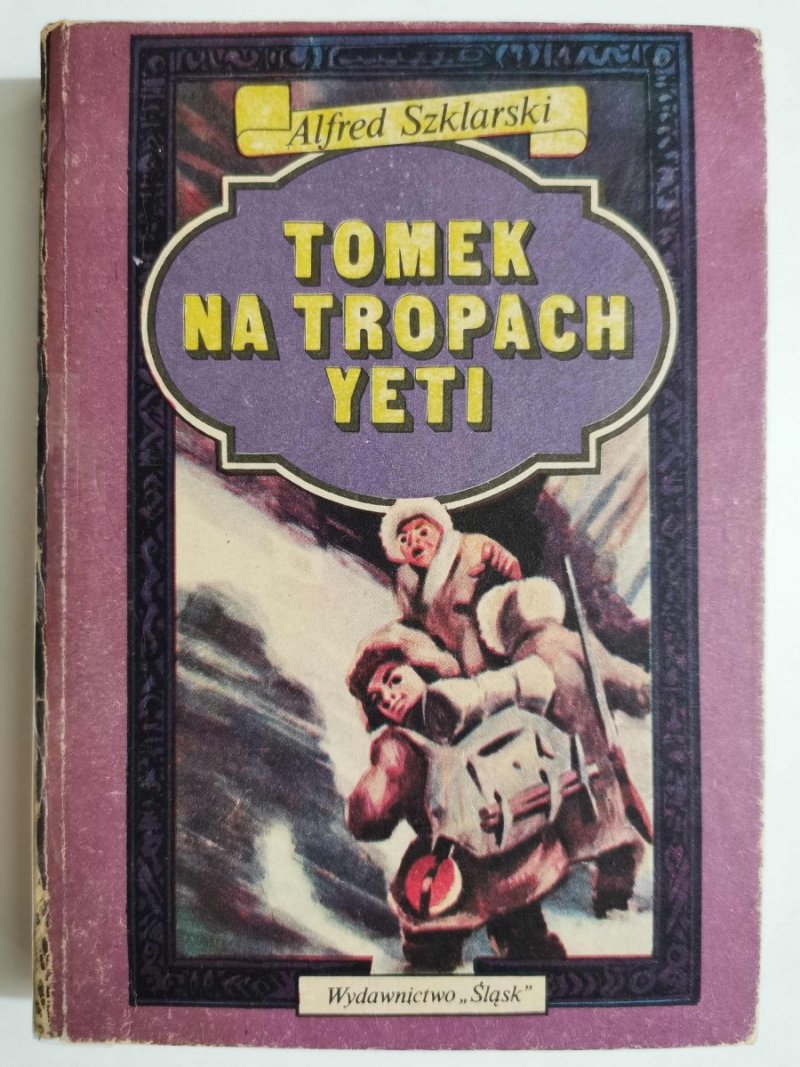 Alfred Szklarski
TOMEK
NA TROPACH
YETI
Wydawnictwo „Śląsk”